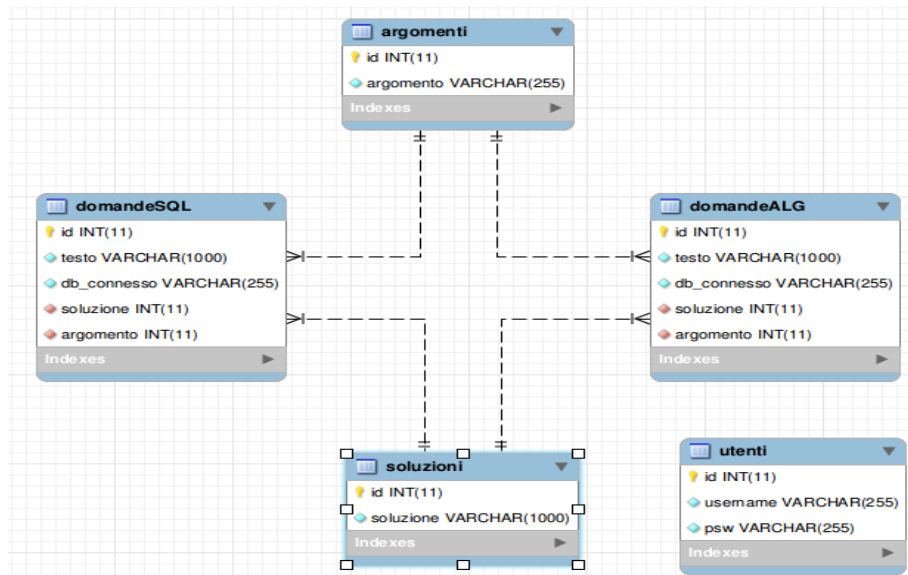 argomenti
id INT(11)
argomento VARCHAR(255)
Indexes
domandeSQL
id INT(11)
testo VARCHAR(1000)
db_connesso VARCHAR(255)
soluzione INT(11)
argomento INT(11)
Indexes
domandeALG
id INT(11)
testo VARCHAR(1000)
db_connesso VARCHAR(255)
soluzione INT(11)
argomento INT(11)
Indexes
soluzioni
id INT(11)
soluzione VARCHAR(1000)
Indexes
utenti
id INT(11)
username VARCHAR(255)
psw VARCHAR(255)
Indexes